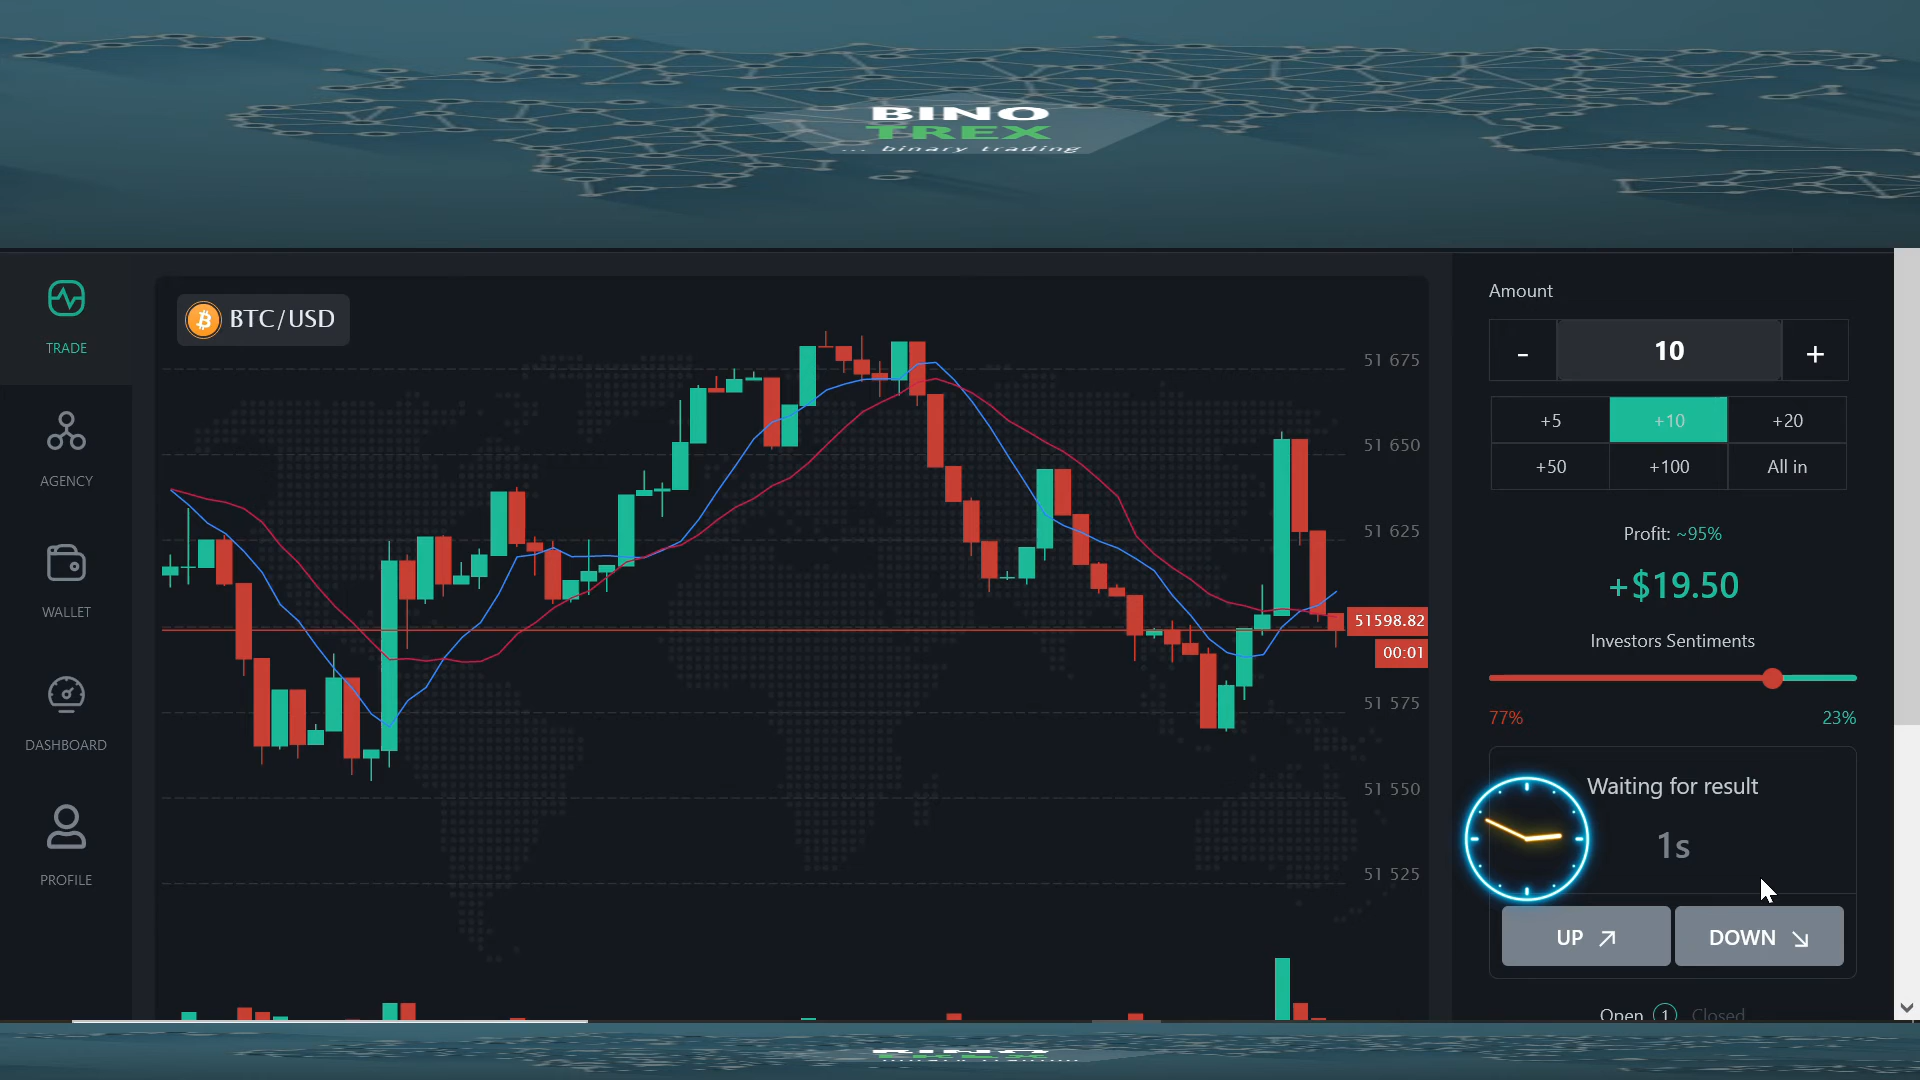 BINO
TREX
... binary trading
TRADE
AGENCY
WALLET
DASHBOARD
PROFILE
BTC/USD
51 675
51 650
51 625
51598.82
00:01
51 575
51 550
51 525
Amount
- 10 +
+5 +10 +20
+50 +100 All in
Profit: ~95%
+$19.50
Investors Sentiments
77% 23%
Waiting for result
1s
UP DOWN
Open 1 Closed